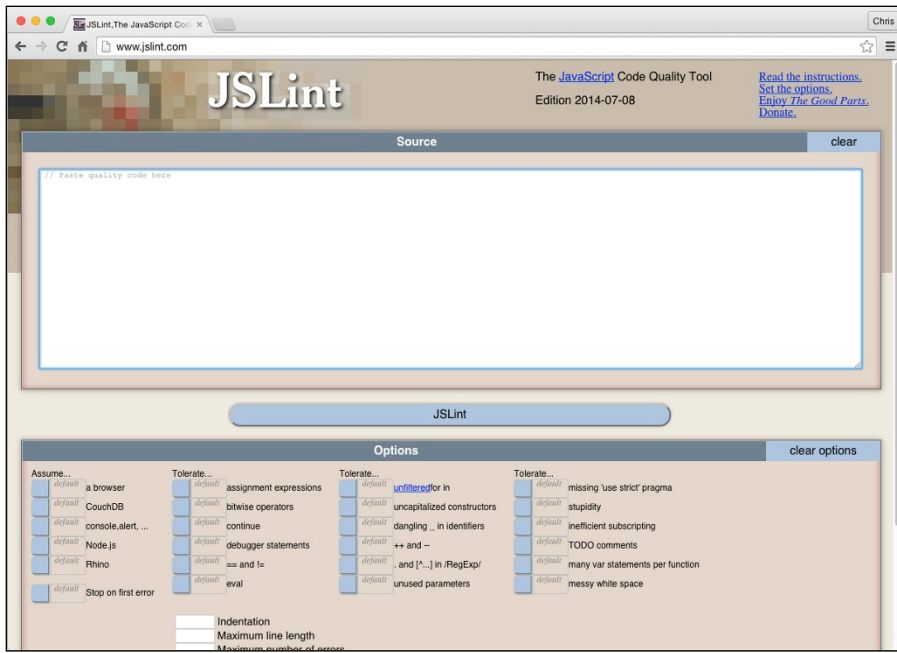 JSLint,The JavaScript Cod
Chris
www.jslint.com
JSLint
The JavaScript Code Quality Tool
Edition 2014-07-08
Read the instructions.
Set the options.
Enjoy The Good Parts.
Donate.
Source
clear
// Paste quality code here
JSLint
Options
clear options
Assume...
default a browser
default CouchDB
default console,alert, ...
default Node.js
default Rhino
default Stop on first error
Tolerate...
default assignment expressions
default bitwise operators
default continue
default debugger statements
default == and !=
default eval
Tolerate...
default unfilteredfor in
default uncapitalized constructors
default dangling _ in identifiers
default ++ and --
default . and [^...] in /RegExp/
default unused parameters
Tolerate...
default missing 'use strict' pragma
default stupidity
default inefficient subscripting
default TODO comments
default many var statements per function
default messy white space
Indentation
Maximum line length
Maximum number of errors